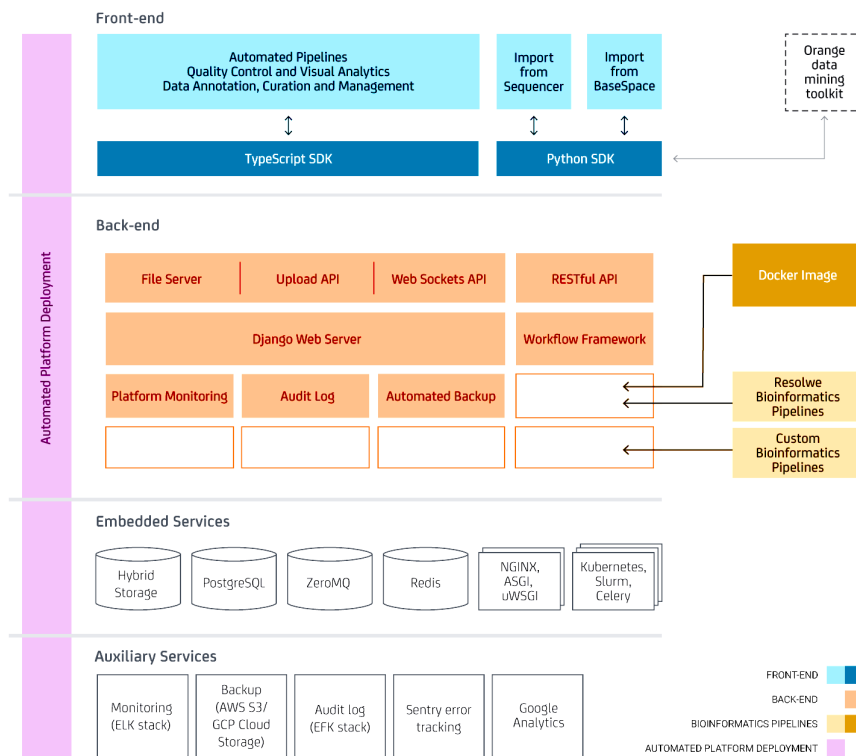 Front-end
Automated Pipelines
Quality Control and Visual Analytics
Data Annotation, Curation and Management
Import
from
Sequencer
Import
from
BaseSpace
Orange
data
mining
toolkit
TypeScript SDK
Python SDK
Automated Platform Deployment
Back-end
File Server
Upload API
Web Sockets API
RESTful API
Docker Image
Django Web Server
Workflow Framework
Platform Monitoring
Audit Log
Automated Backup
Resolwe
Bioinformatics
Pipelines
Custom
Bioinformatics
Pipelines
Embedded Services
Hybrid
Storage
PostgreSQL
ZeroMQ
Redis
NGINX,
ASGI,
uWSGI
Kubernetes,
Slurm,
Celery
Auxiliary Services
Monitoring
(ELK stack)
Backup
(AWS S3/
GCP Cloud
Storage)
Audit log
(EFK stack)
Sentry error
tracking
Google
Analytics
FRONT-END
BACK-END
BIOINFORMATICS PIPELINES
AUTOMATED PLATFORM DEPLOYMENT